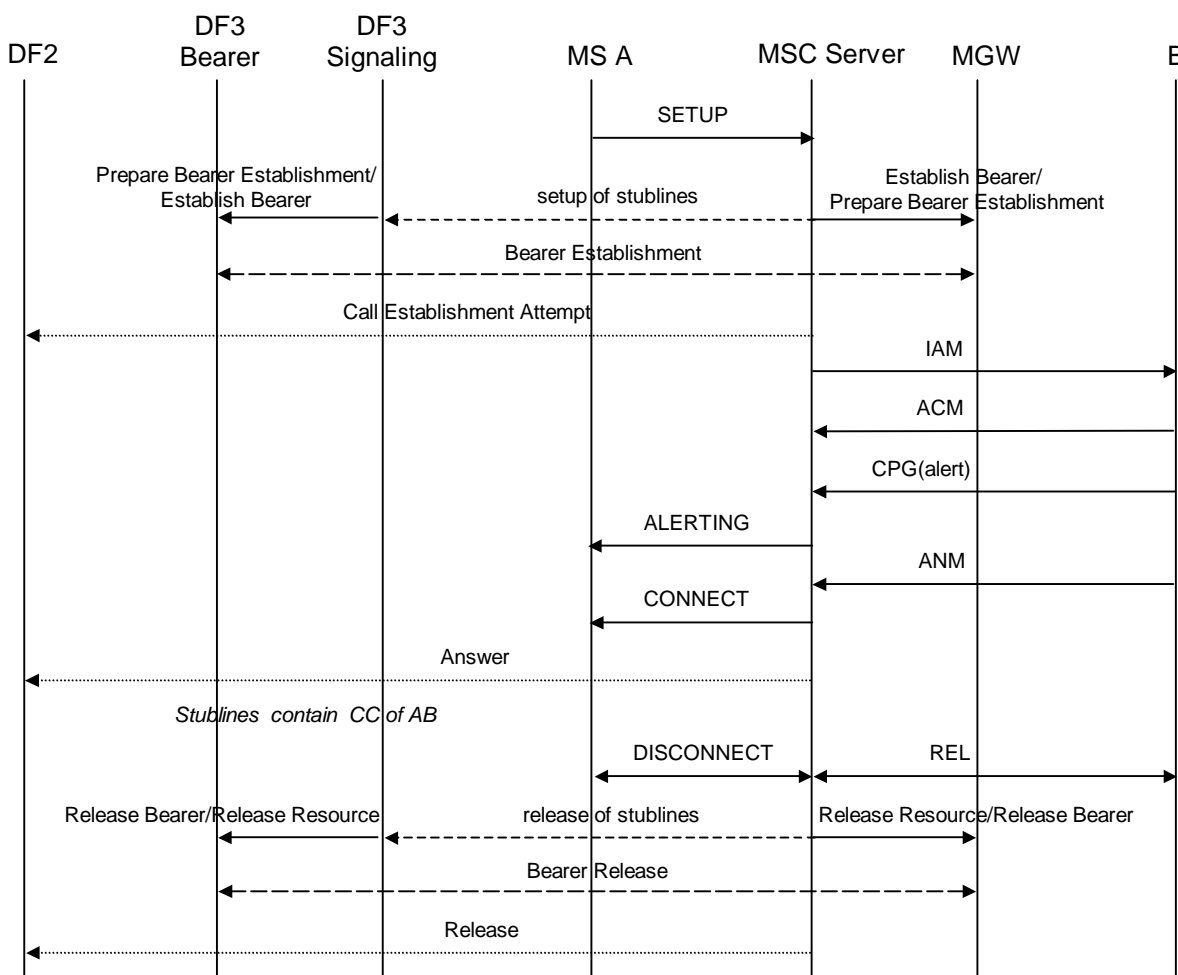 DF2
DF3
Bearer
DF3
Signaling
MS A
MSC Server
MGW
B
SETUP
Prepare Bearer Establishment/
Establish Bearer
setup of stublines
Establish Bearer/
Prepare Bearer Establishment
Bearer Establishment
Call Establishment Attempt
IAM
ACM
CPG(alert)
ALERTING
ANM
CONNECT
Answer
Stublines contain CC of AB
DISCONNECT
REL
Release Bearer/Release Resource
release of stublines
Release Resource/Release Bearer
Bearer Release
Release